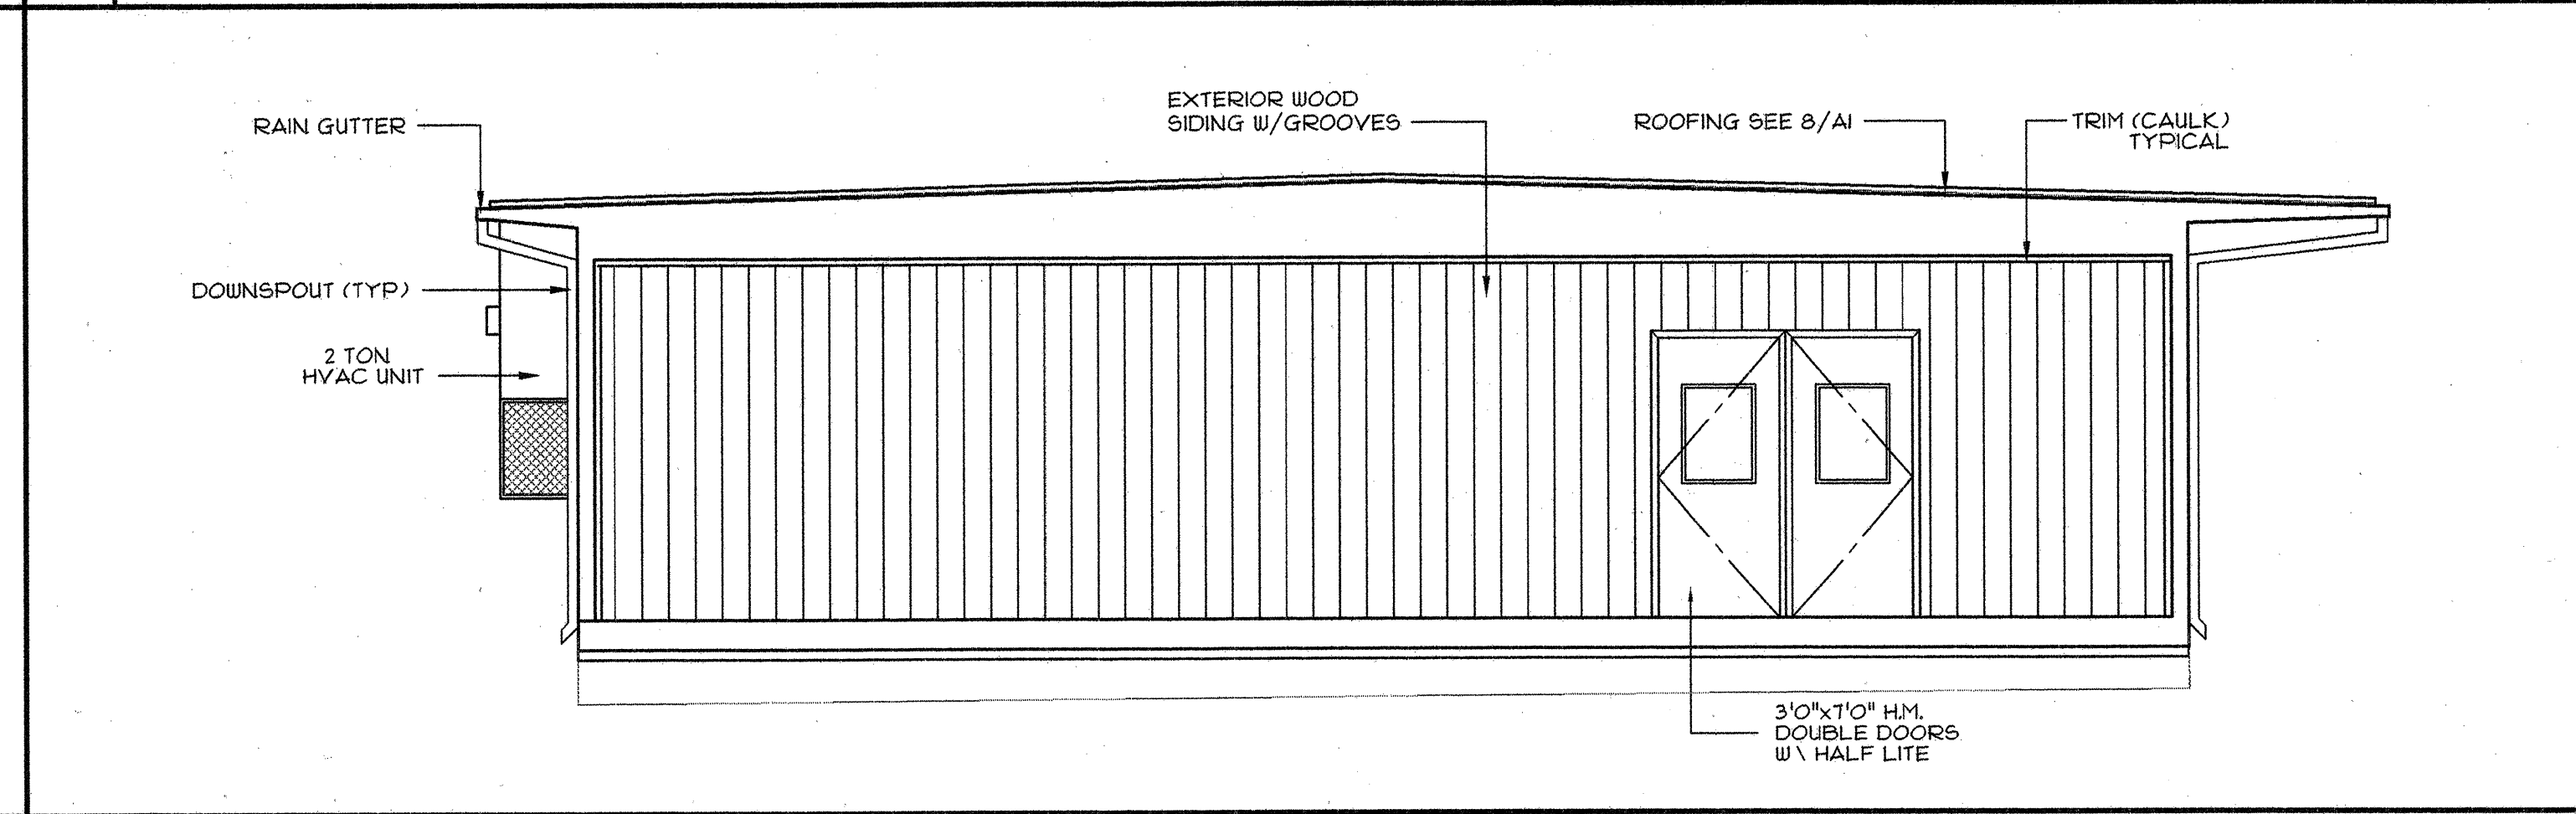 RAIN GUTTER
EXTERIOR WOOD
SIDING W/GROOVES
ROOFING SEE 8/A1
TRIM (CAULK)
TYPICAL
DOWNSPOUT (TYP)
2 TON
HVAC UNIT
3'0"x7'0" H.M.
DOUBLE DOORS
W\ HALF LITE